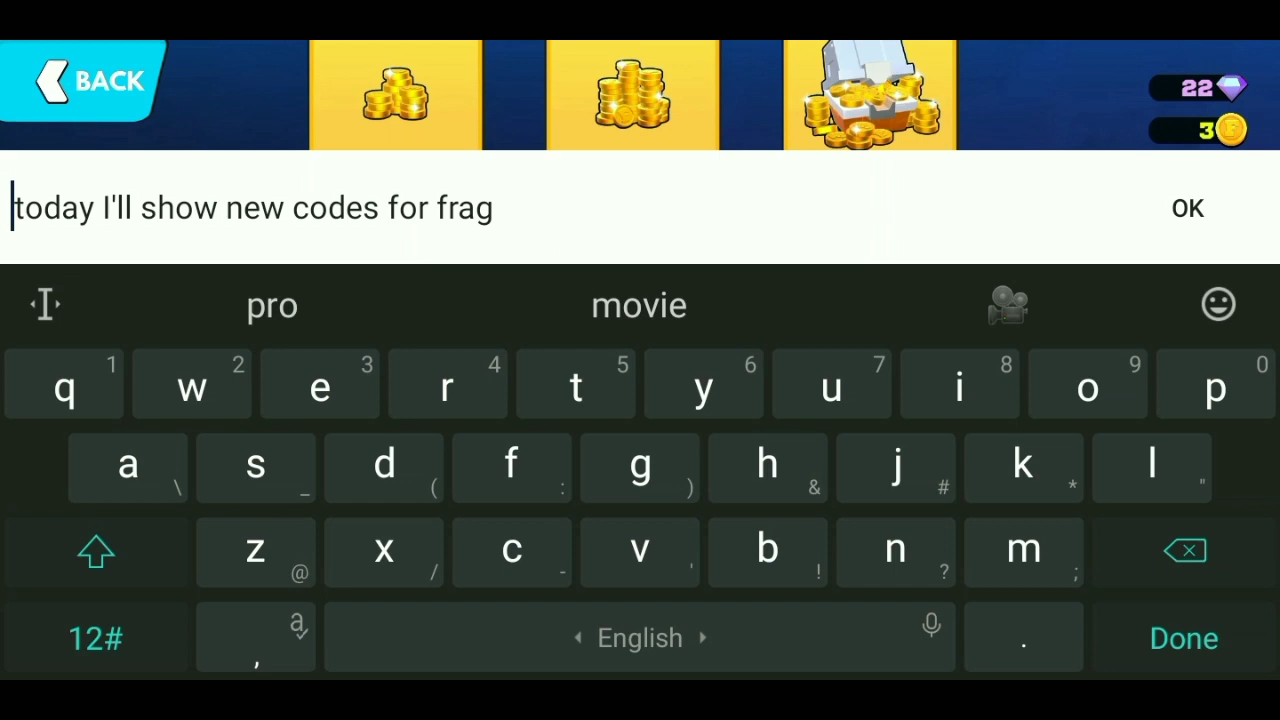 BACK
22
3
today I'll show new codes for frag
OK
pro
movie
1 2 3 4 5 6 7 8 9 0
q w e r t y u i o p
a s d f g h j k l
\ _ ( : ) & # * "
z x c v b n m
@ / - ' ! ? ;
12#
a
,
English
.
Done